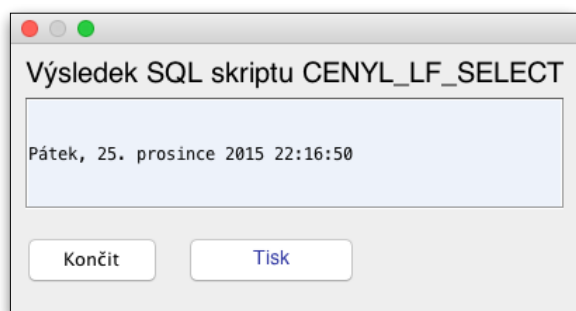 Výsledek SQL skriptu CENYL_LF_SELECT
Pátek, 25. prosince 2015 22:16:50
Končit
Tisk